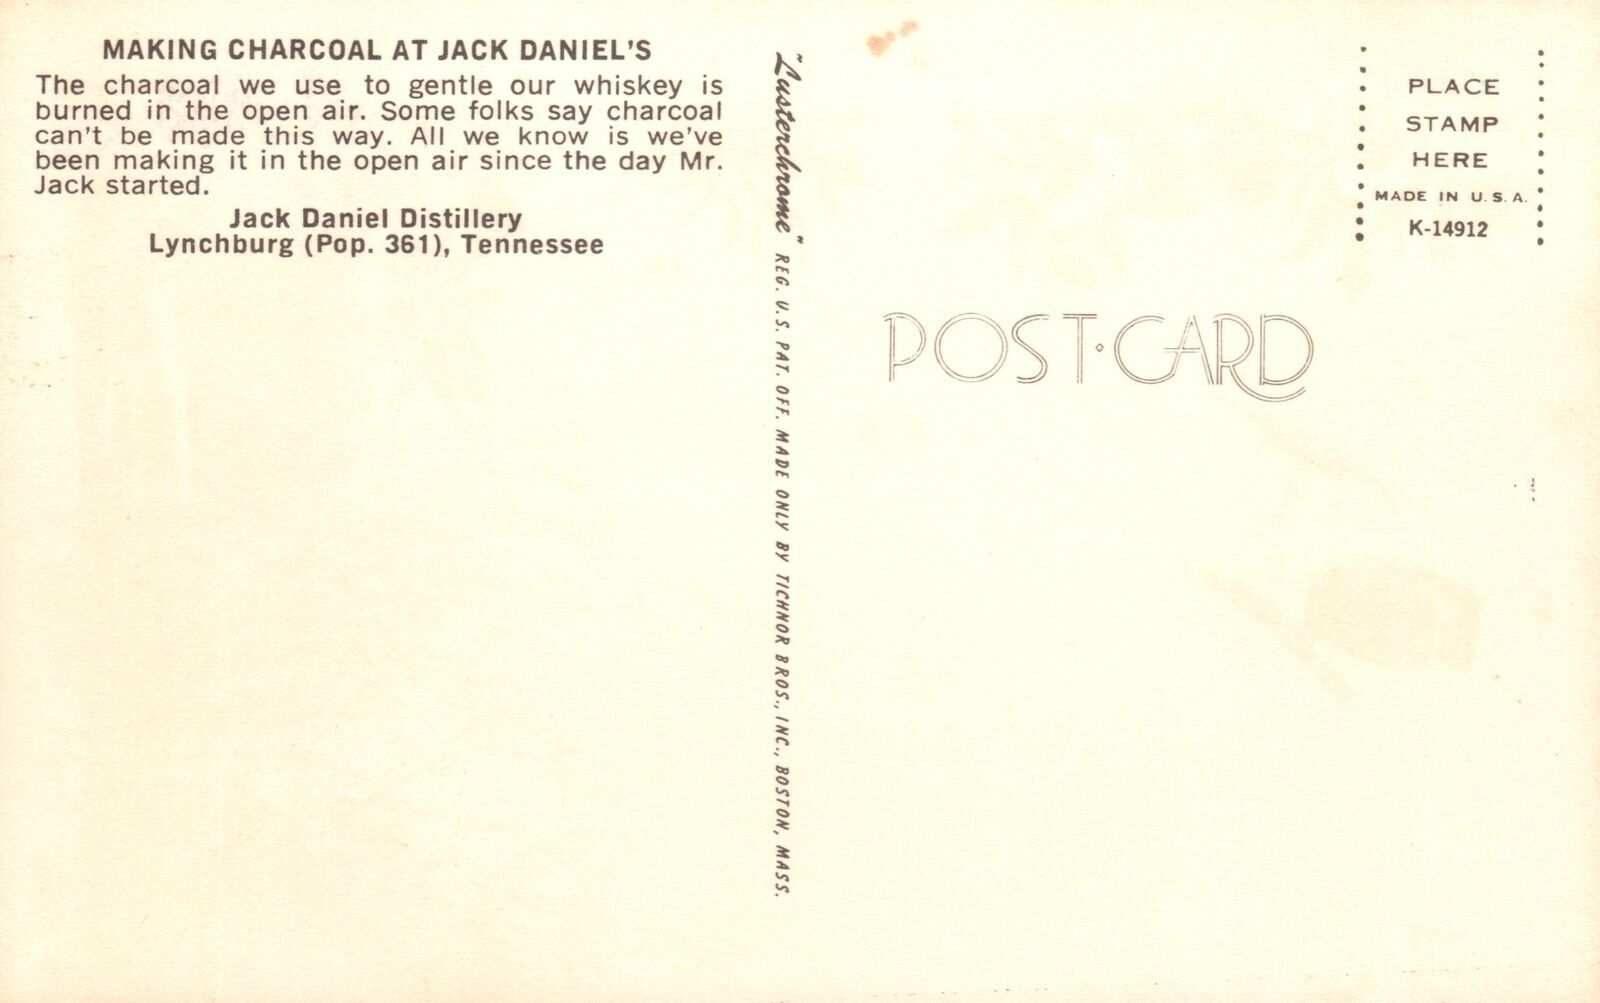 MAKING CHARCOAL AT JACK DANIEL'S
The charcoal we use to gentle our whiskey is
burned in the open air. Some folks say charcoal
can't be made this way. All we know is we've
been making it in the open air since the day Mr.
Jack started.
Jack Daniel Distillery
Lynchburg (Pop. 361), Tennessee
"Lusterchrome" REG. U.S. PAT. OFF. MADE ONLY BY TICHNOR BROS., INC., BOSTON, MASS.
PLACE
STAMP
HERE
MADE IN U.S.A.
K-14912
POST·CARD